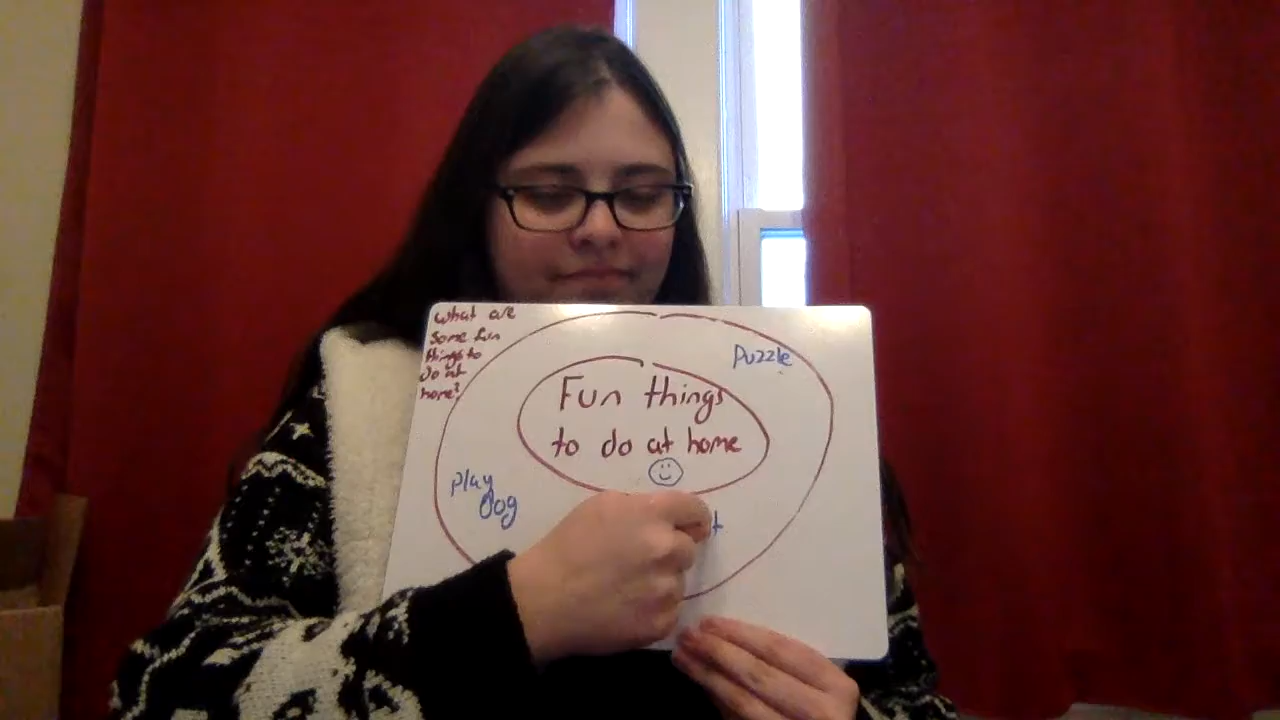 what are
some fun
things to
do at
home?
Puzzle
Fun things
to do at home
play
dog